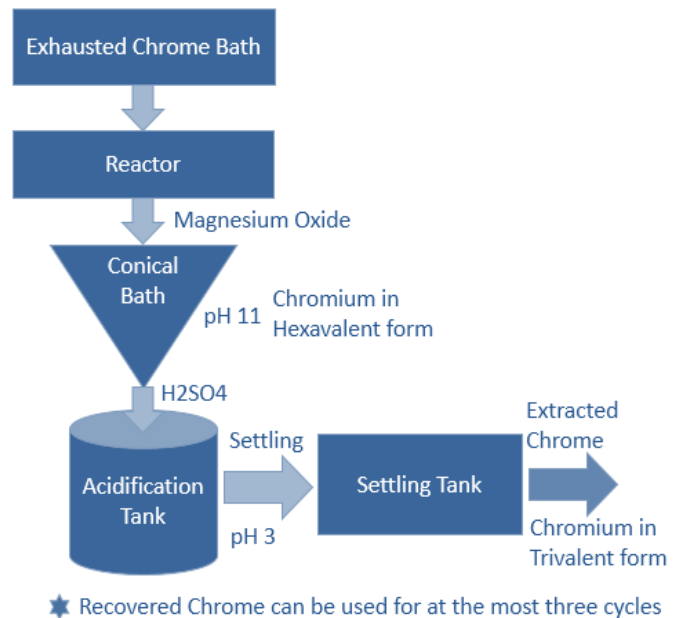 Exhausted Chrome Bath
Reactor
Magnesium Oxide
Conical
Bath
pH 11
Chromium in
Hexavalent form
H2SO4
Acidification
Tank
Settling
pH 3
Settling Tank
Extracted
Chrome
Chromium in
Trivalent form
Recovered Chrome can be used for at the most three cycles